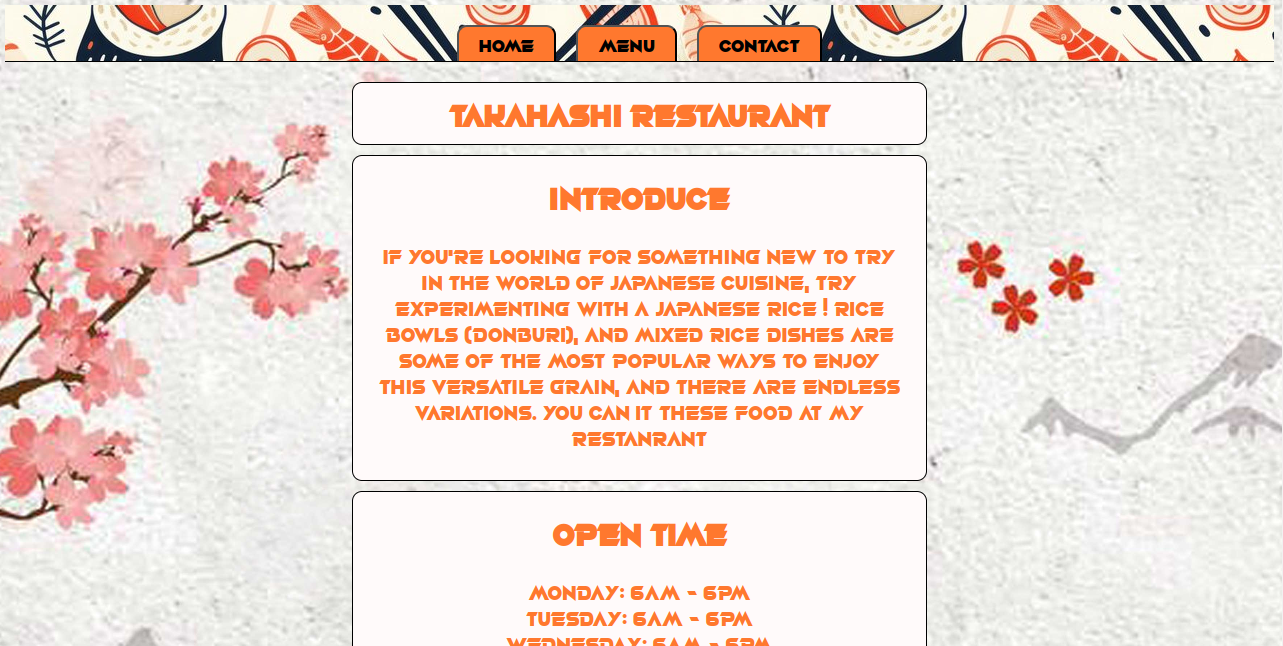 HOME MENU CONTACT
TAKAHASHI RESTAURANT
INTRODUCE
IF YOU'RE LOOKING FOR SOMETHING NEW TO TRY
IN THE WORLD OF JAPANESE CUISINE, TRY
EXPERIMENTING WITH A JAPANESE RICE ! RICE
BOWLS (DONBURI), AND MIXED RICE DISHES ARE
SOME OF THE MOST POPULAR WAYS TO ENJOY
THIS VERSATILE GRAIN, AND THERE ARE ENDLESS
VARIATIONS. YOU CAN IT THESE FOOD AT MY
RESTANRANT
OPEN TIME
MONDAY: 6AM - 6PM
TUESDAY: 6AM - 6PM
WEDNESDAY: 6AM - 6PM